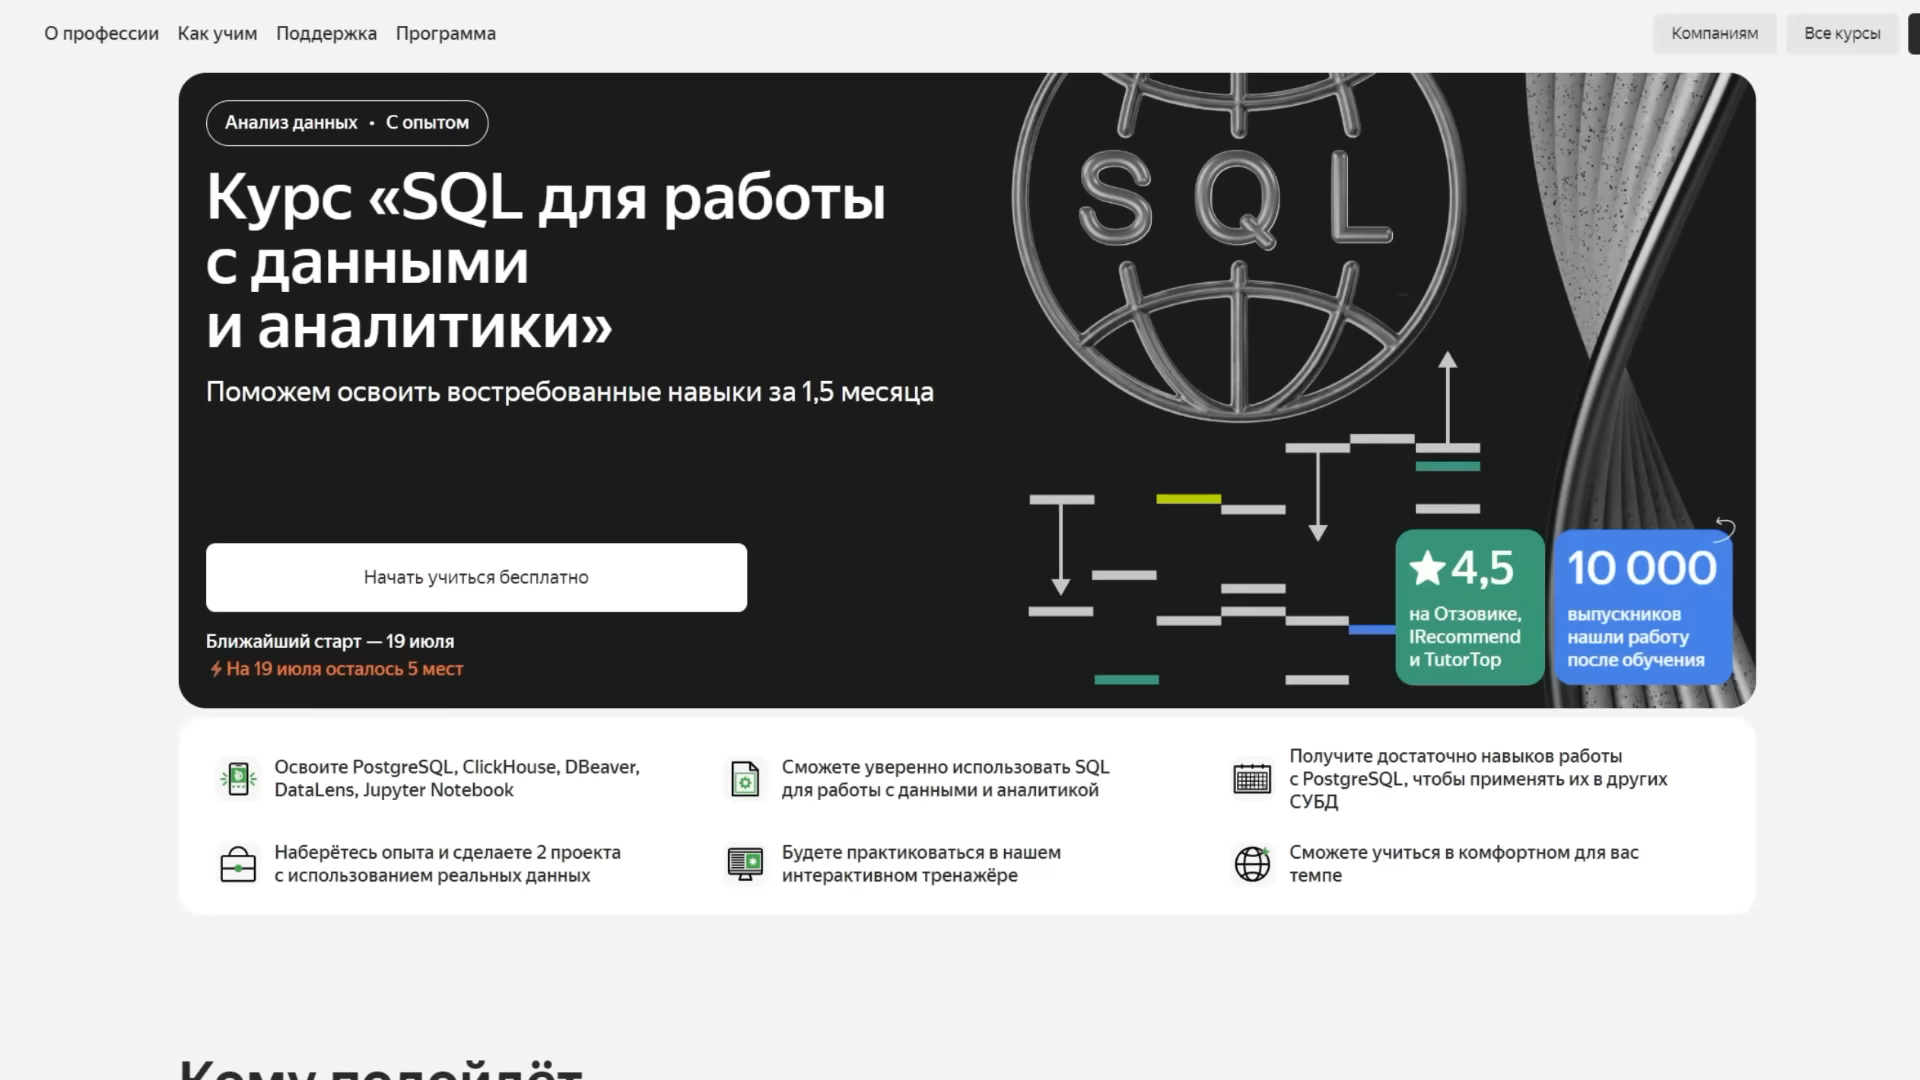 О профессии Как учим Поддержка Программа
Компаниям Все курсы
Анализ данных • С опытом
Курс «SQL для работы
с данными
и аналитики»
Поможем освоить востребованные навыки за 1,5 месяца
SQL
Начать учиться бесплатно
Ближайший старт — 19 июля
На 19 июля осталось 5 мест
4,5
на Отзовике,
IRecommend
и TutorTop
10 000
выпускников
нашли работу
после обучения
Освоите PostgreSQL, ClickHouse, DBeaver,
DataLens, Jupyter Notebook
Сможете уверенно использовать SQL
для работы с данными и аналитикой
Получите достаточно навыков работы
с PostgreSQL, чтобы применять их в других
СУБД
Наберётесь опыта и сделаете 2 проекта
с использованием реальных данных
Будете практиковаться в нашем
интерактивном тренажёре
Сможете учиться в комфортном для вас
темпе
Кому подойдёт